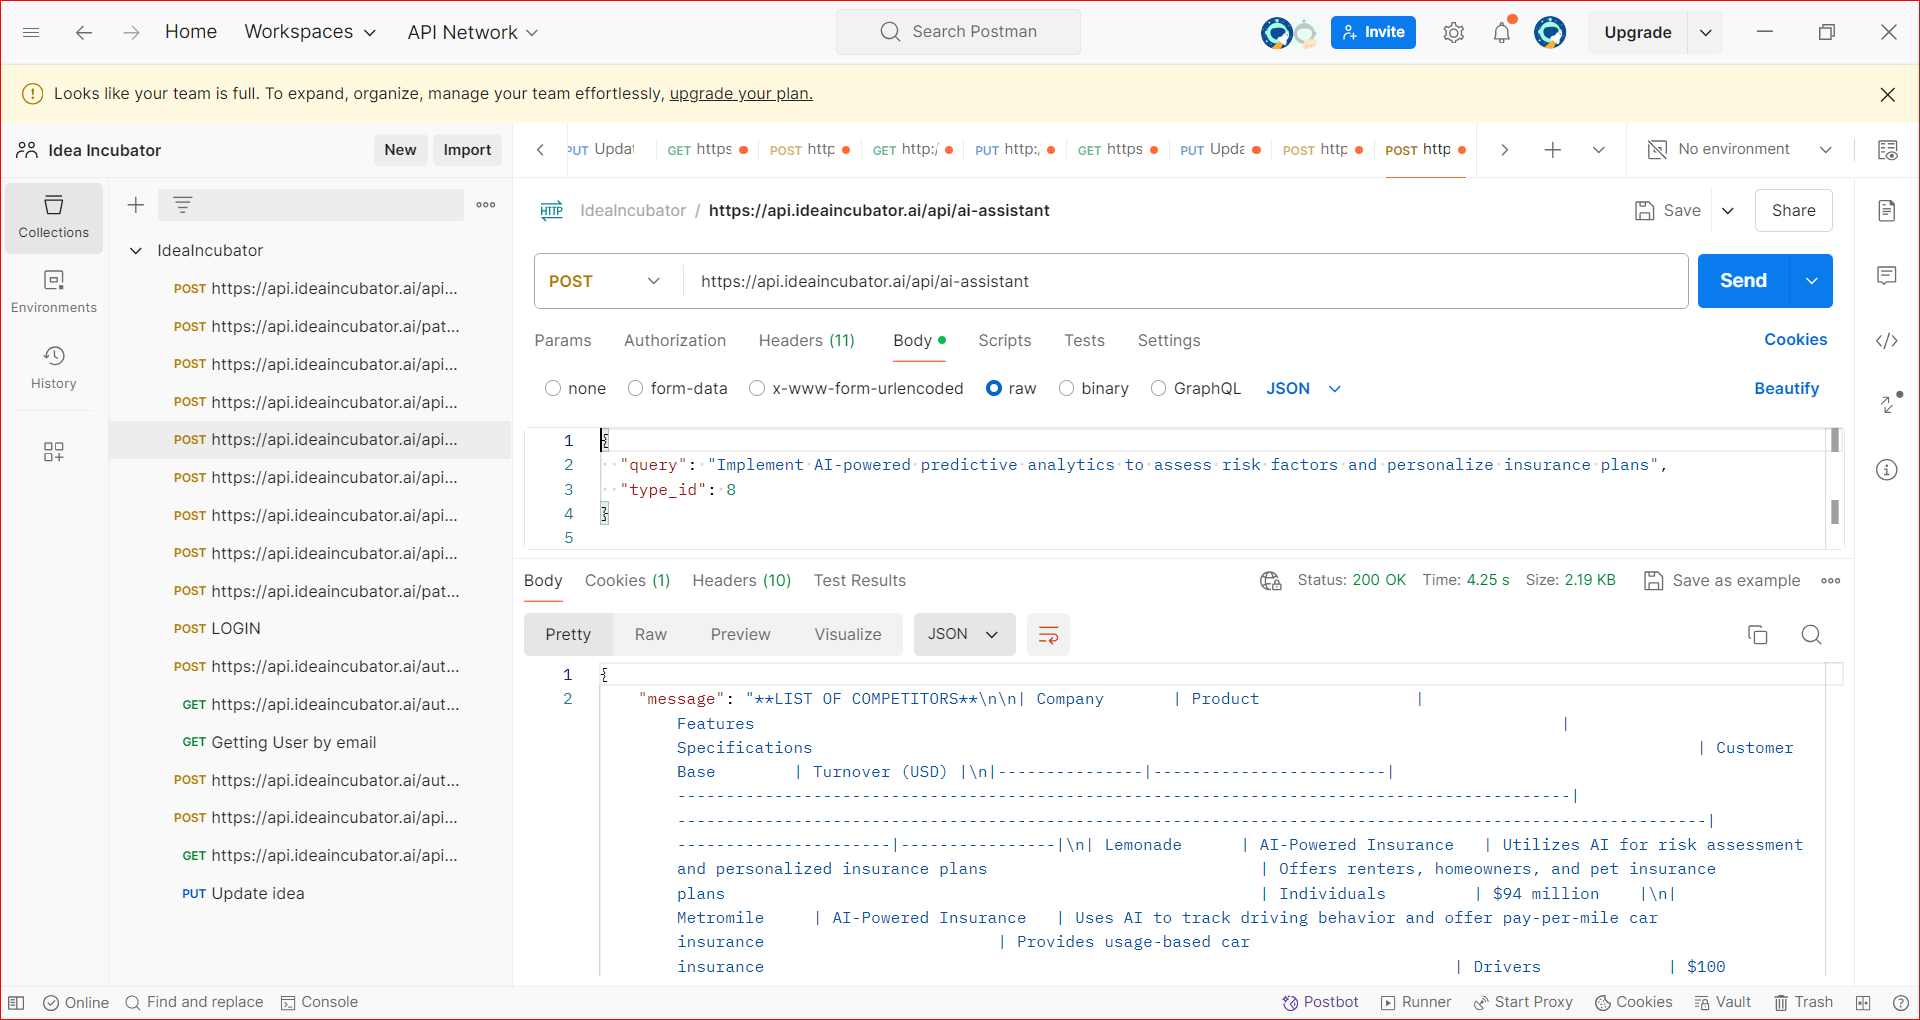 Home Workspaces API Network Search Postman Invite Upgrade
Looks like your team is full. To expand, organize, manage your team effortlessly, upgrade your plan.
Idea Incubator New Import
PUT Updat GET https POST http GET http:/ PUT http:, GET https PUT Upda POST http POST http No environment
Collections
Environments
History
IdeaIncubator
POST https://api.ideaincubator.ai/api...
POST https://api.ideaincubator.ai/pat...
POST https://api.ideaincubator.ai/api...
POST https://api.ideaincubator.ai/api...
POST https://api.ideaincubator.ai/api...
POST https://api.ideaincubator.ai/api...
POST https://api.ideaincubator.ai/api...
POST https://api.ideaincubator.ai/api...
POST https://api.ideaincubator.ai/pat...
POST LOGIN
POST https://api.ideaincubator.ai/aut...
GET https://api.ideaincubator.ai/aut...
GET Getting User by email
POST https://api.ideaincubator.ai/aut...
POST https://api.ideaincubator.ai/api...
GET https://api.ideaincubator.ai/api...
PUT Update idea
HTTP IdeaIncubator / https://api.ideaincubator.ai/api/ai-assistant Save Share
POST https://api.ideaincubator.ai/api/ai-assistant Send
Params Authorization Headers (11) Body Scripts Tests Settings Cookies
none form-data x-www-form-urlencoded raw binary GraphQL JSON Beautify
1 {
2 "query": "Implement AI-powered predictive analytics to assess risk factors and personalize insurance plans",
3 "type_id": 8
4 }
5
Body Cookies (1) Headers (10) Test Results Status: 200 OK Time: 4.25 s Size: 2.19 KB Save as example
Pretty Raw Preview Visualize JSON
1 {
2 "message": "**LIST OF COMPETITORS**\n\n| Company | Product |
Features |
Specifications | Customer
Base | Turnover (USD) |\n|---------------|------------------------|
--------------------------------------------------------------------------------------------|
----------------------------------------------------------------------------------------------------------|
----------------------|----------------|\n| Lemonade | AI-Powered Insurance | Utilizes AI for risk assessment
and personalized insurance plans | Offers renters, homeowners, and pet insurance
plans | Individuals | $94 million |\n|
Metromile | AI-Powered Insurance | Uses AI to track driving behavior and offer pay-per-mile car
insurance | Provides usage-based car
insurance | Drivers | $100
Online Find and replace Console Postbot Runner Start Proxy Cookies Vault Trash